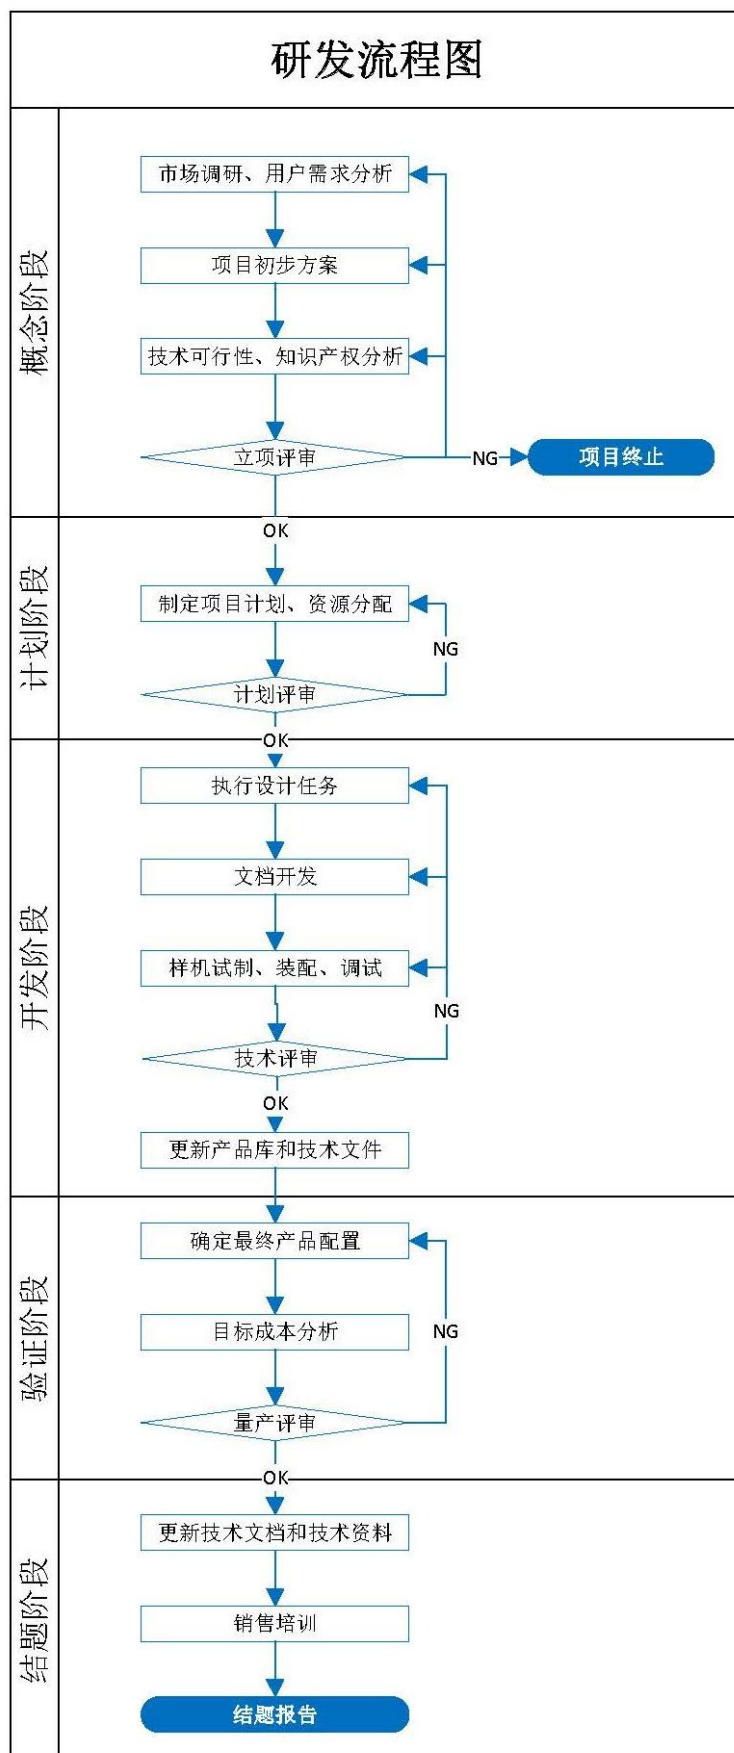 研发流程图
概念阶段
市场调研、用户需求分析
项目初步方案
技术可行性、知识产权分析
立项评审
NG
项目终止
OK
计划阶段
制定项目计划、资源分配
NG
计划评审
OK
开发阶段
执行设计任务
文档开发
样机试制、装配、调试
NG
技术评审
OK
更新产品库和技术文件
验证阶段
确定最终产品配置
目标成本分析
NG
量产评审
OK
结题阶段
更新技术文档和技术资料
销售培训
结题报告